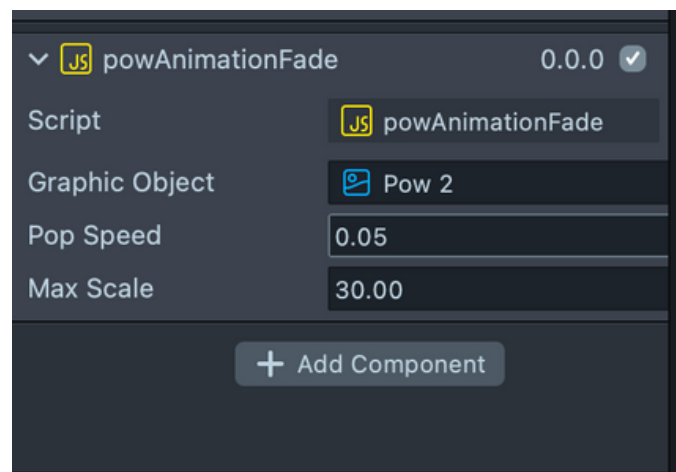 JS powAnimationFade 0.0.0
Script JS powAnimationFade
Graphic Object Pow 2
Pop Speed 0.05
Max Scale 30.00
+ Add Component